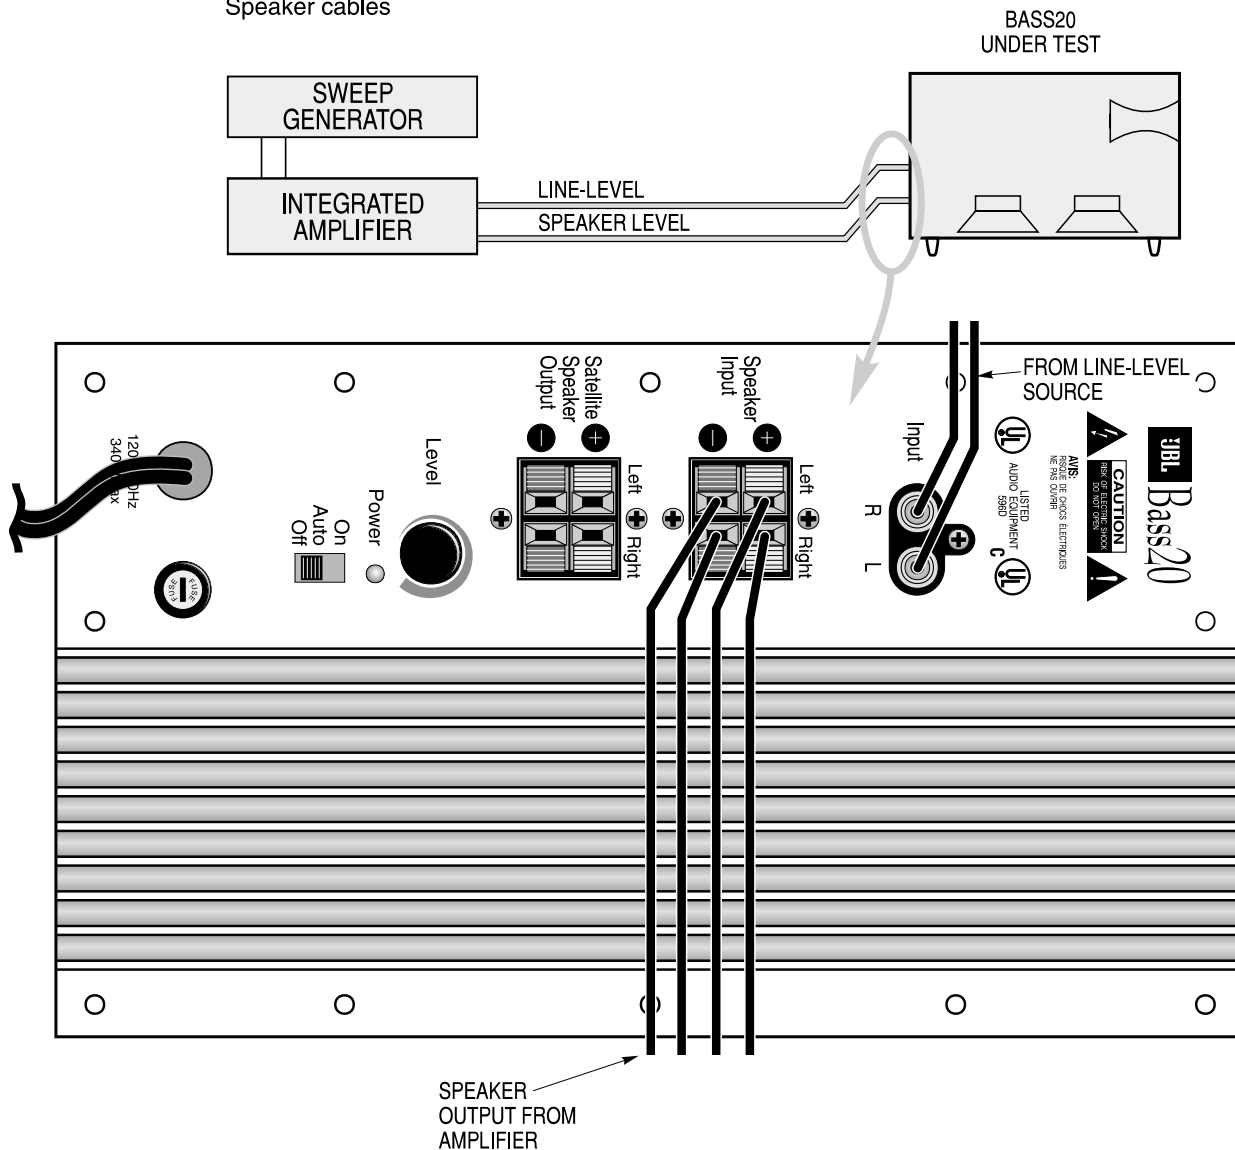 Speaker cables
BASS20
UNDER TEST
SWEEP
GENERATOR
INTEGRATED
AMPLIFIER
LINE-LEVEL
SPEAKER LEVEL
FROM LINE-LEVEL
SOURCE
Satellite
Speaker
Output
Speaker
Input
Left
Right
Left
Right
Input
R
L
Level
Power
On
Auto
Off
FUSE
FUSE
UL
LISTED
AUDIO EQUIPMENT
596D
C UL
AVIS:
RISQUE DE CHOCS ÉLECTRIQUES
NE PAS OUVRIR
CAUTION
RISK OF ELECTRIC SHOCK
DO NOT OPEN
JBL
Bass20
SPEAKER
OUTPUT FROM
AMPLIFIER